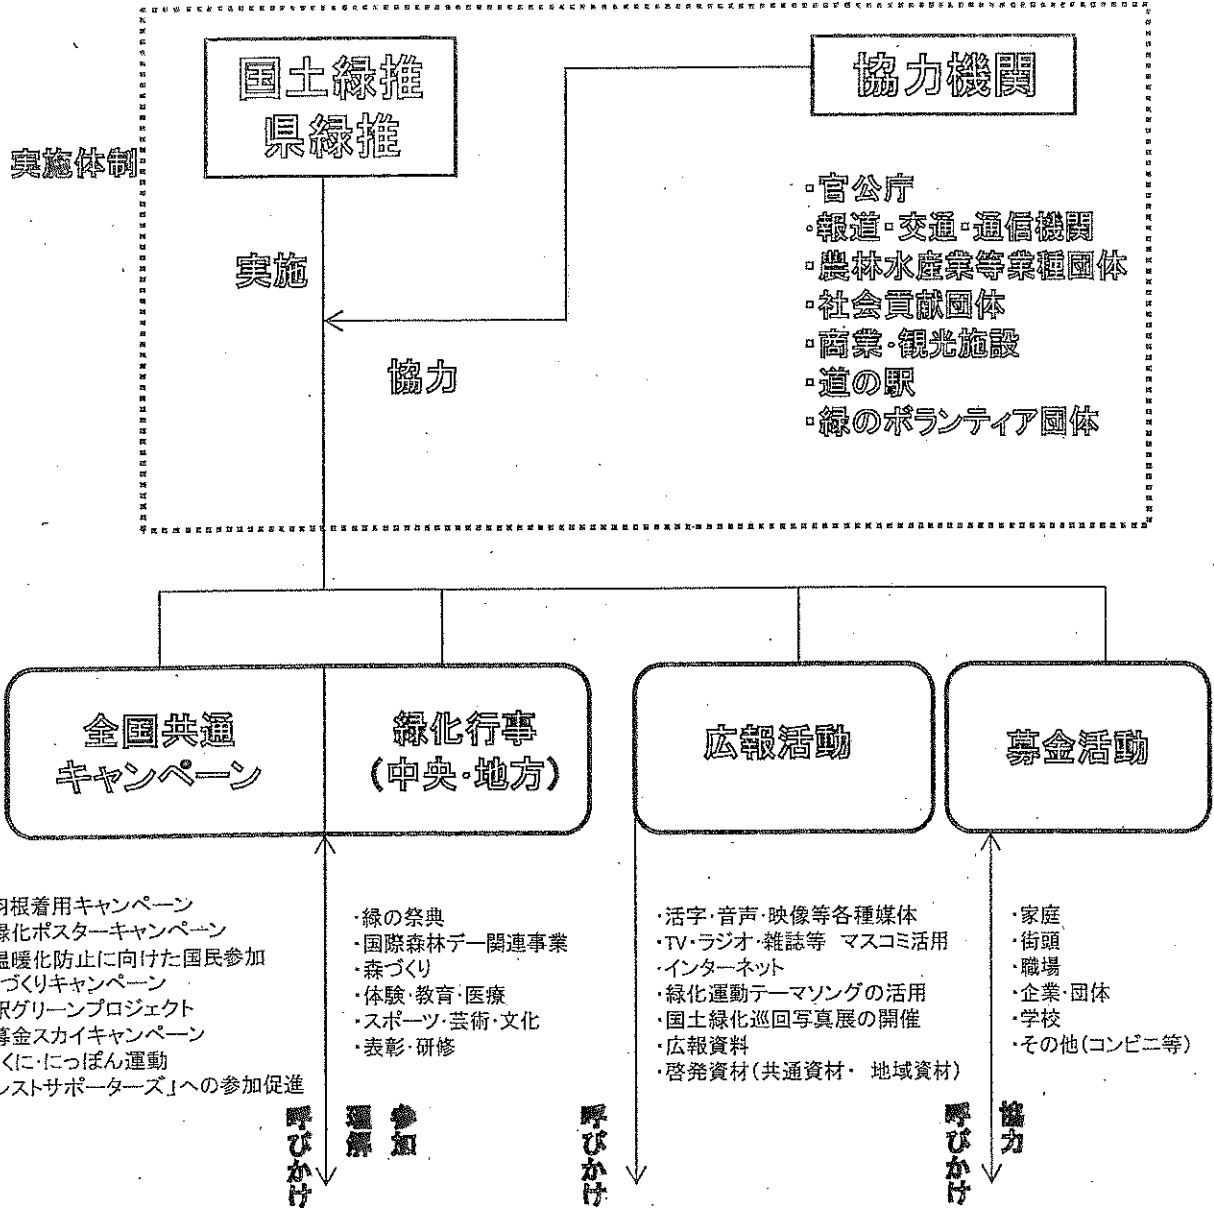 国土緑推
県緑推
協力機関
実施体制
・官公庁
・報道・交通・通信機関
・農林水産業等業種団体
・社会貢献団体
・商業・観光施設
・道の駅
・緑のボランティア団体
実施
協力
全国共通
キャンペーン
緑化行事
(中央・地方)
広報活動
募金活動
羽根着用キャンペーン
緑化ポスターキャンペーン
温暖化防止に向けた国民参加
づくりキャンペーン
駅グリーンプロジェクト
募金スカイキャンペーン
くに・にっぽん運動
レストサポーターズ」への参加促進
・緑の祭典
・国際森林デー関連事業
・森づくり
・体験・教育・医療
・スポーツ・芸術・文化
・表彰・研修
・活字・音声・映像等各種媒体
・TV・ラジオ・雑誌等 マスコミ活用
・インターネット
・緑化運動テーマソングの活用
・国土緑化巡回写真展の開催
・広報資料
・啓発資材(共通資材・ 地域資材)
・家庭
・街頭
・職場
・企業・団体
・学校
・その他(コンビニ等)
呼びかけ
理解
参加
呼びかけ
呼びかけ
協力